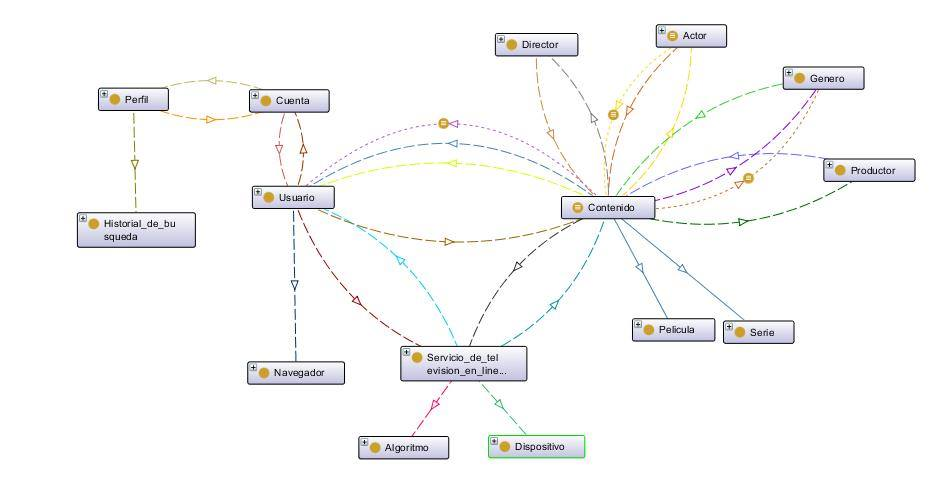 Director
Actor
Genero
Perfil
Cuenta
Productor
Usuario
Contenido
Historial_de_bu
squeda
Pelicula
Serie
Servicio_de_tel
evision_en_line...
Navegador
Algoritmo
Dispositivo